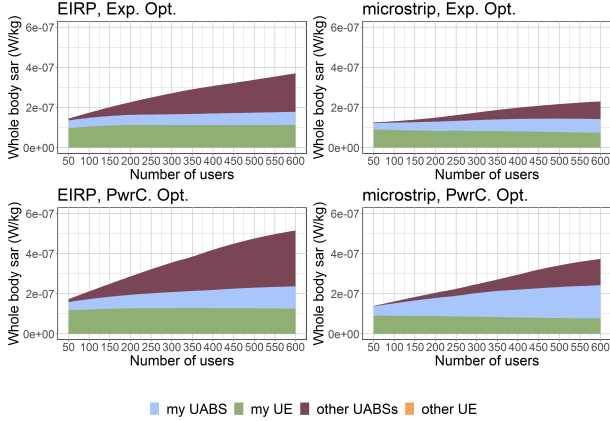 EIRP, Exp. Opt.
Whole body sar (W/kg)
6e-07
4e-07
2e-07
0e+00
50 100 150 200 250 300 350 400 450 500 550 600
Number of users
microstrip, Exp. Opt.
Whole body sar (W/kg)
6e-07
4e-07
2e-07
0e+00
50 100 150 200 250 300 350 400 450 500 550 600
Number of users
EIRP, PwrC. Opt.
Whole body sar (W/kg)
6e-07
4e-07
2e-07
0e+00
50 100 150 200 250 300 350 400 450 500 550 600
Number of users
microstrip, PwrC. Opt.
Whole body sar (W/kg)
6e-07
4e-07
2e-07
0e+00
50 100 150 200 250 300 350 400 450 500 550 600
Number of users
my UABS my UE other UABSs other UE